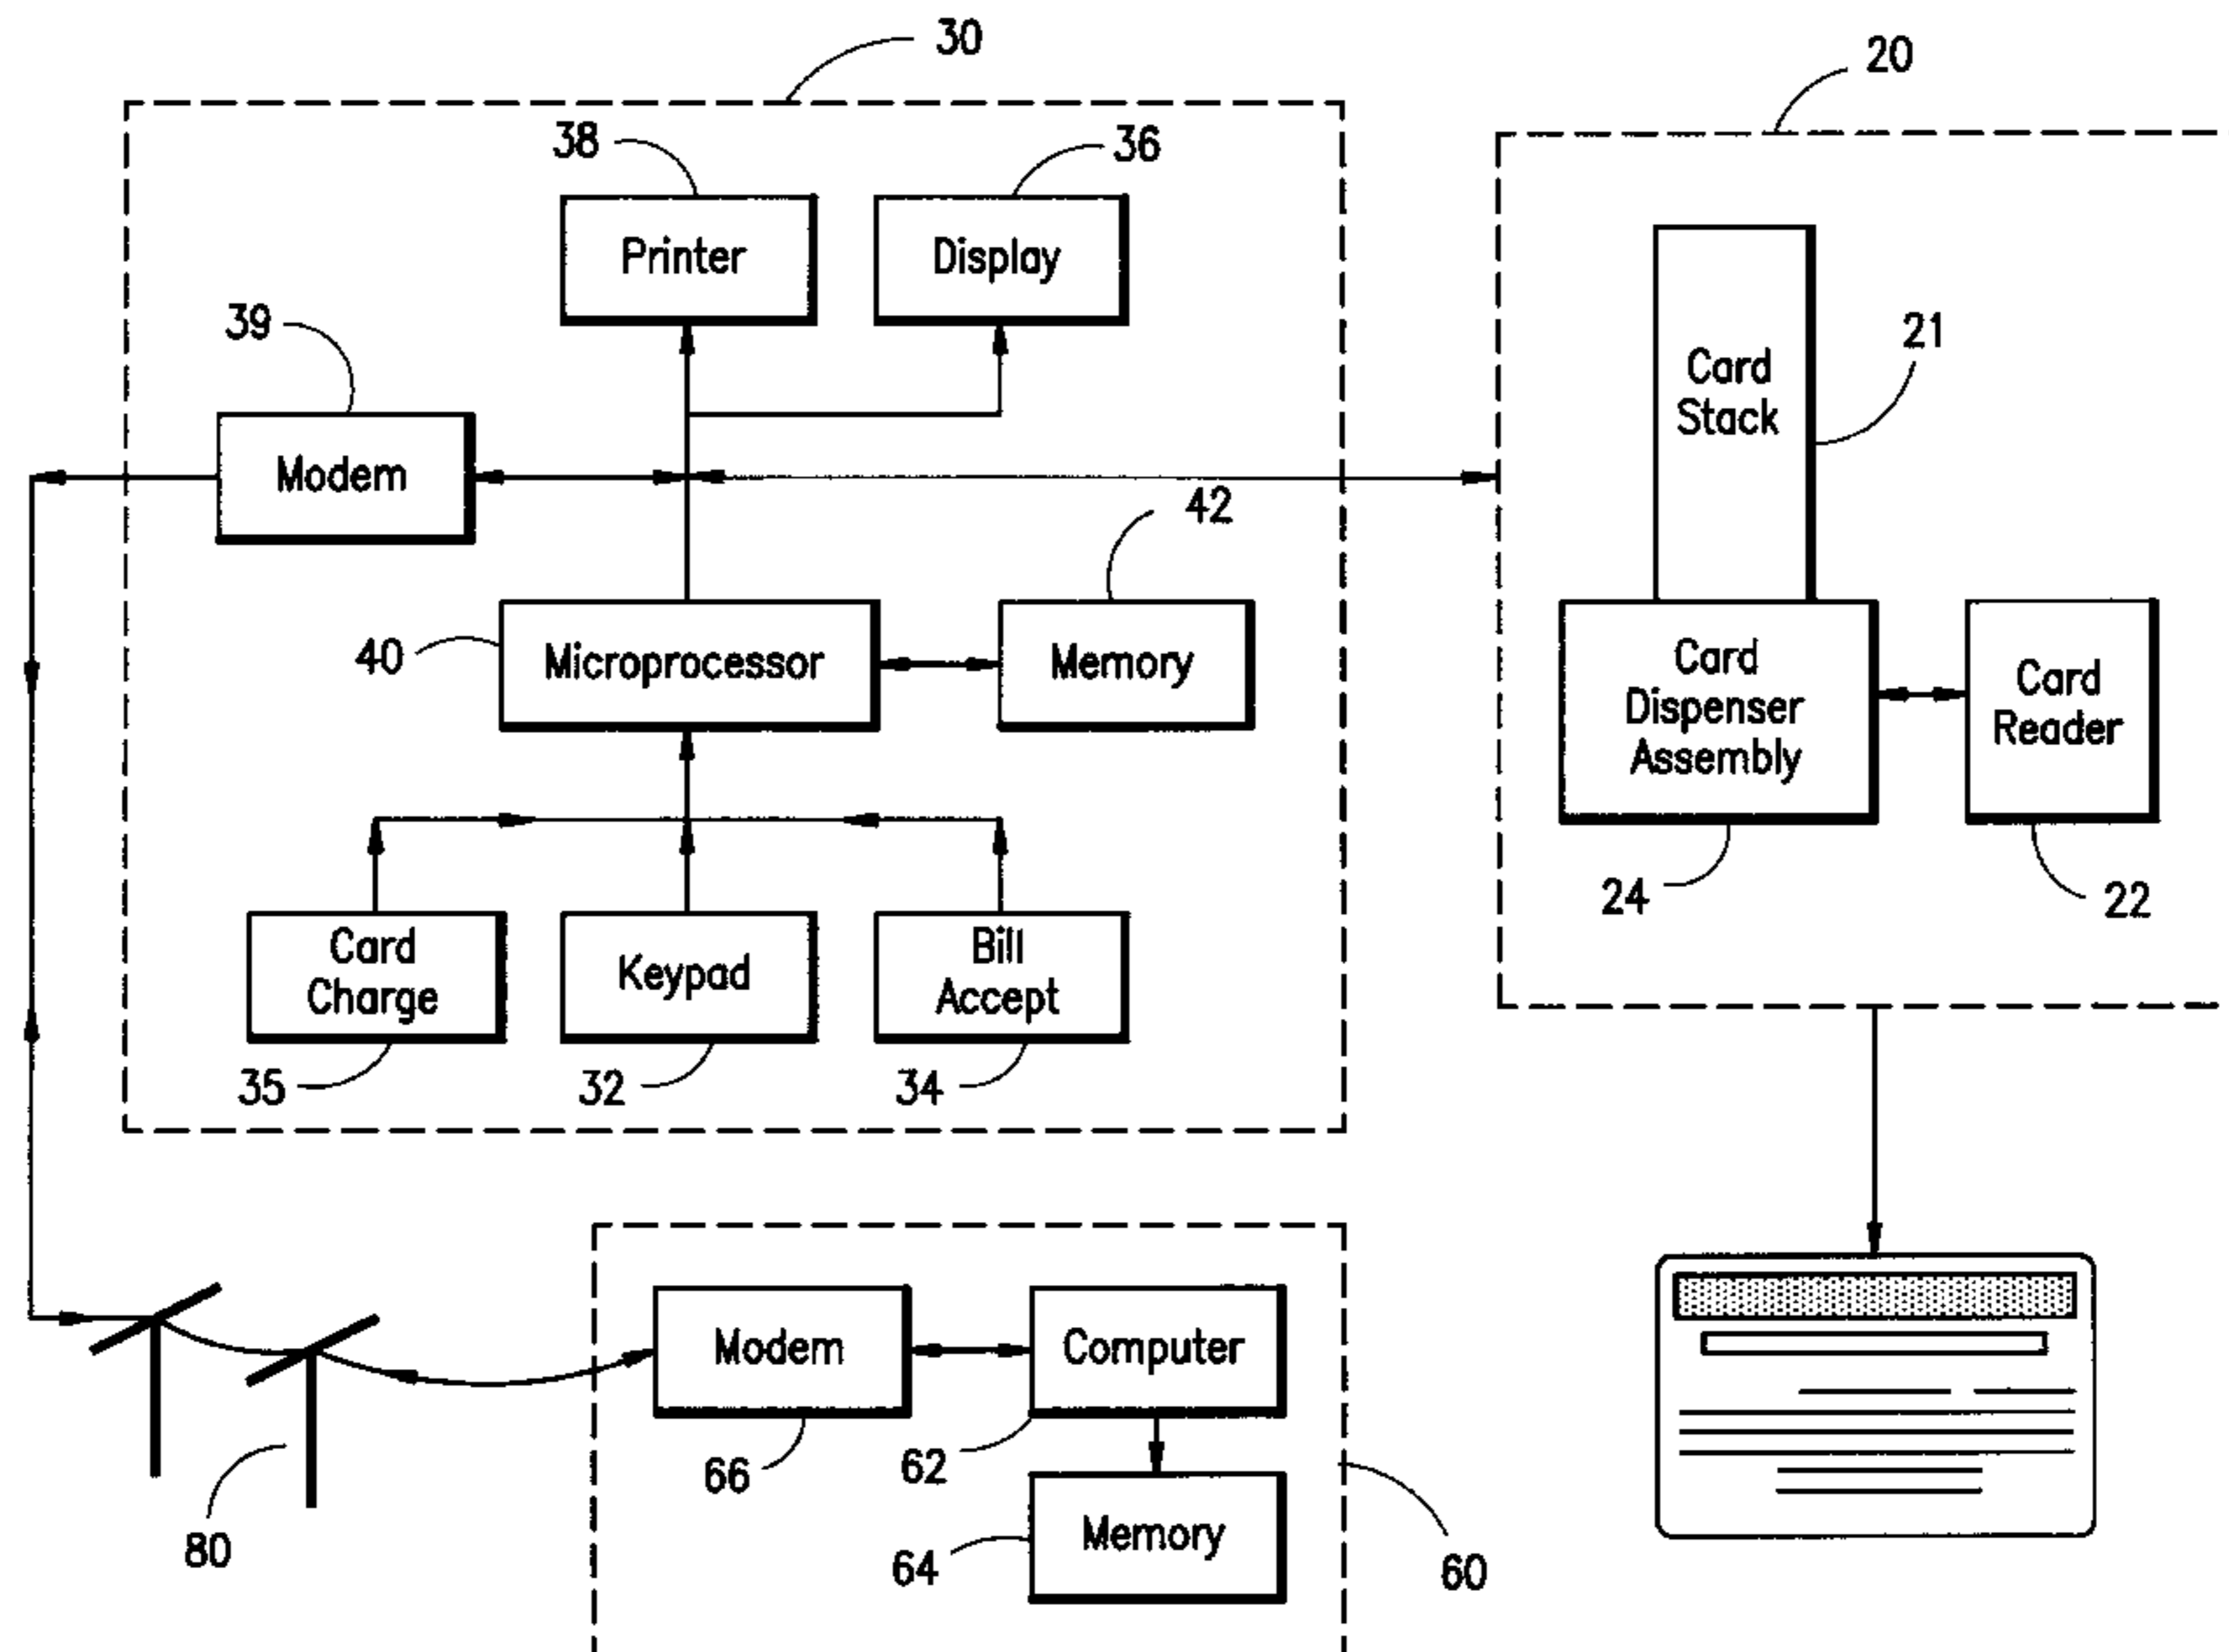 30
20
38
36
Printer
Display
39
Modem
21
Card
Stack
42
40
Microprocessor
Memory
Card
Dispenser
Assembly
Card
Reader
24
22
Card
Charge
Keypad
Bill
Accept
35
32
34
Modem
Computer
66
62
80
Memory
64
60